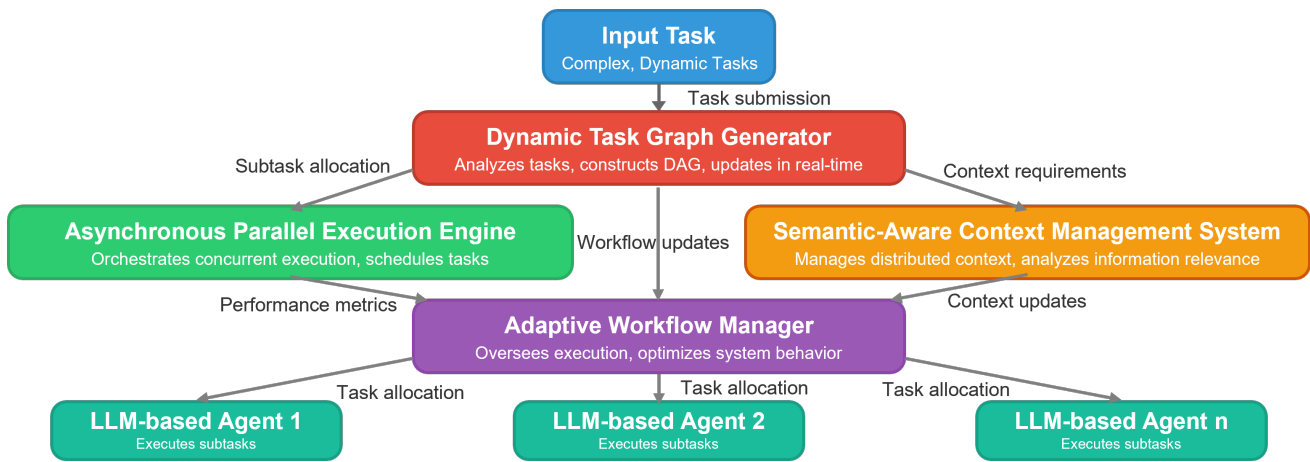 Input Task
Complex, Dynamic Tasks
Task submission
Dynamic Task Graph Generator
Analyzes tasks, constructs DAG, updates in real-time
Subtask allocation
Context requirements
Asynchronous Parallel Execution Engine
Orchestrates concurrent execution, schedules tasks
Workflow updates
Semantic-Aware Context Management System
Manages distributed context, analyzes information relevance
Performance metrics
Context updates
Adaptive Workflow Manager
Oversees execution, optimizes system behavior
Task allocation
Task allocation
Task allocation
LLM-based Agent 1
Executes subtasks
LLM-based Agent 2
Executes subtasks
LLM-based Agent n
Executes subtasks